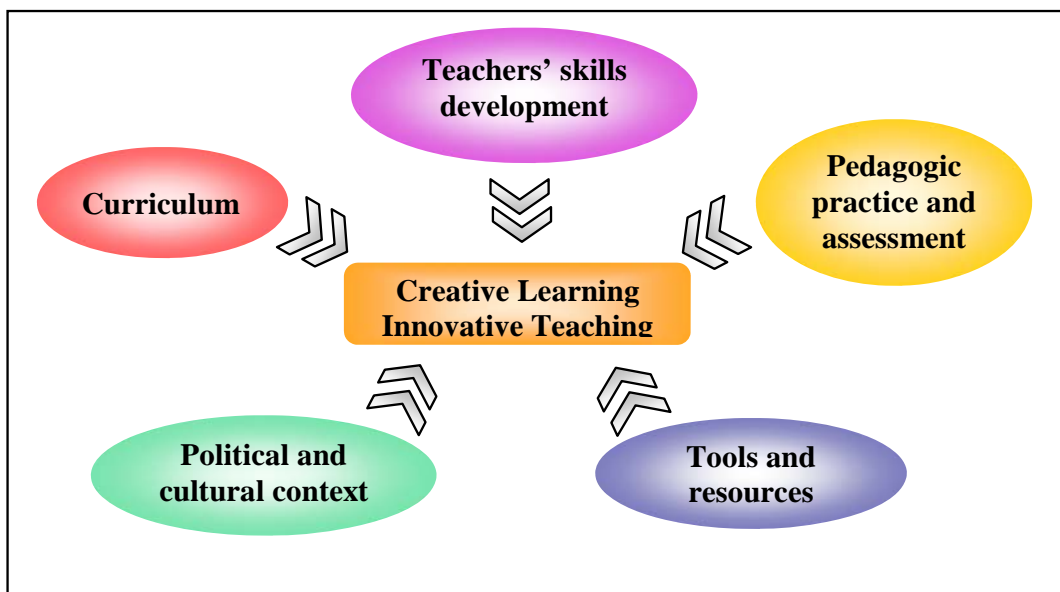 Teachers’ skills
development
Curriculum
Pedagogic
practice and
assessment
Creative Learning
Innovative Teaching
Political and
cultural context
Tools and
resources